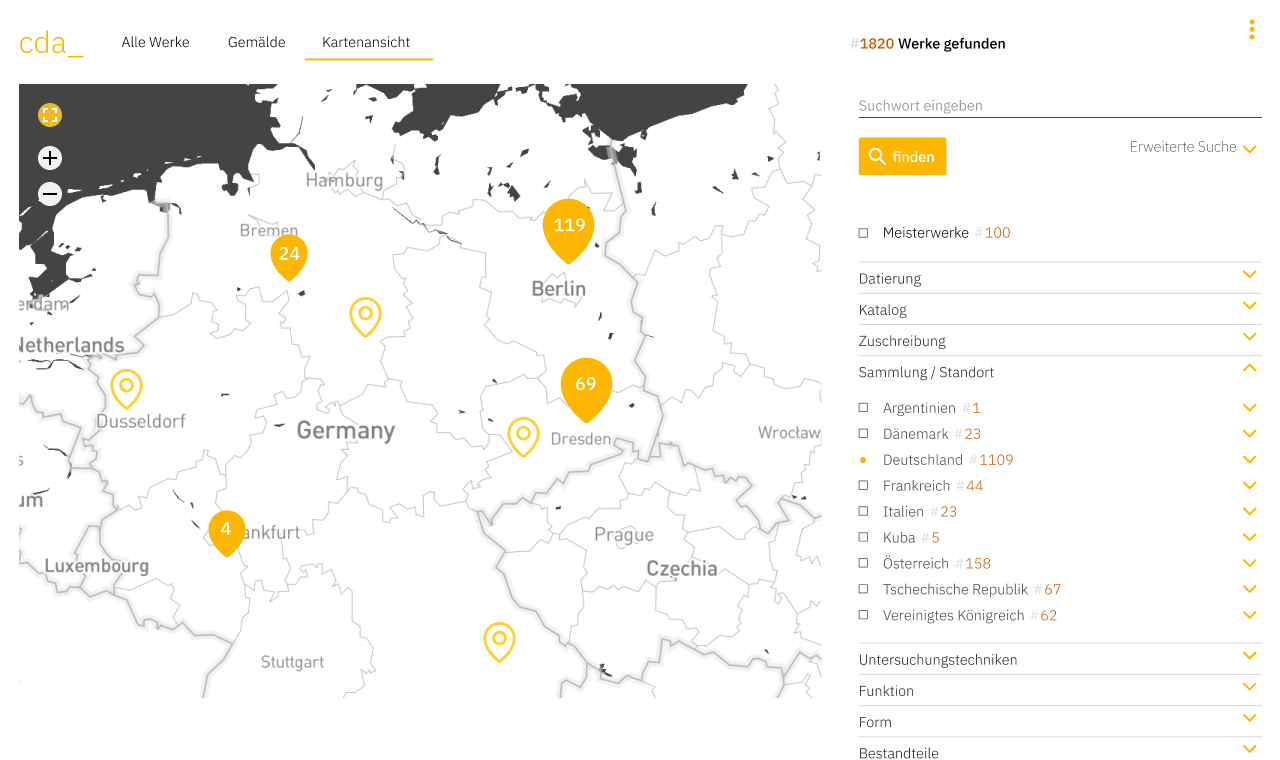 cda_
Alle Werke
Gemälde
Kartenansicht
#1820 Werke gefunden
Hamburg
Bremen
24
119
Berlin
erdam
Netherlands
69
Dusseldorf
Germany
Dresden
Wrocław
s
um
4
ankfurt
Prague
Luxembourg
Czechia
Stuttgart
Suchwort eingeben
finden
Erweiterte Suche
Meisterwerke #100
Datierung
Katalog
Zuschreibung
Sammlung / Standort
Argentinien #1
Dänemark #23
Deutschland #1109
Frankreich #44
Italien #23
Kuba #5
Österreich #158
Tschechische Republik #67
Vereinigtes Königreich #62
Untersuchungstechniken
Funktion
Form
Bestandteile